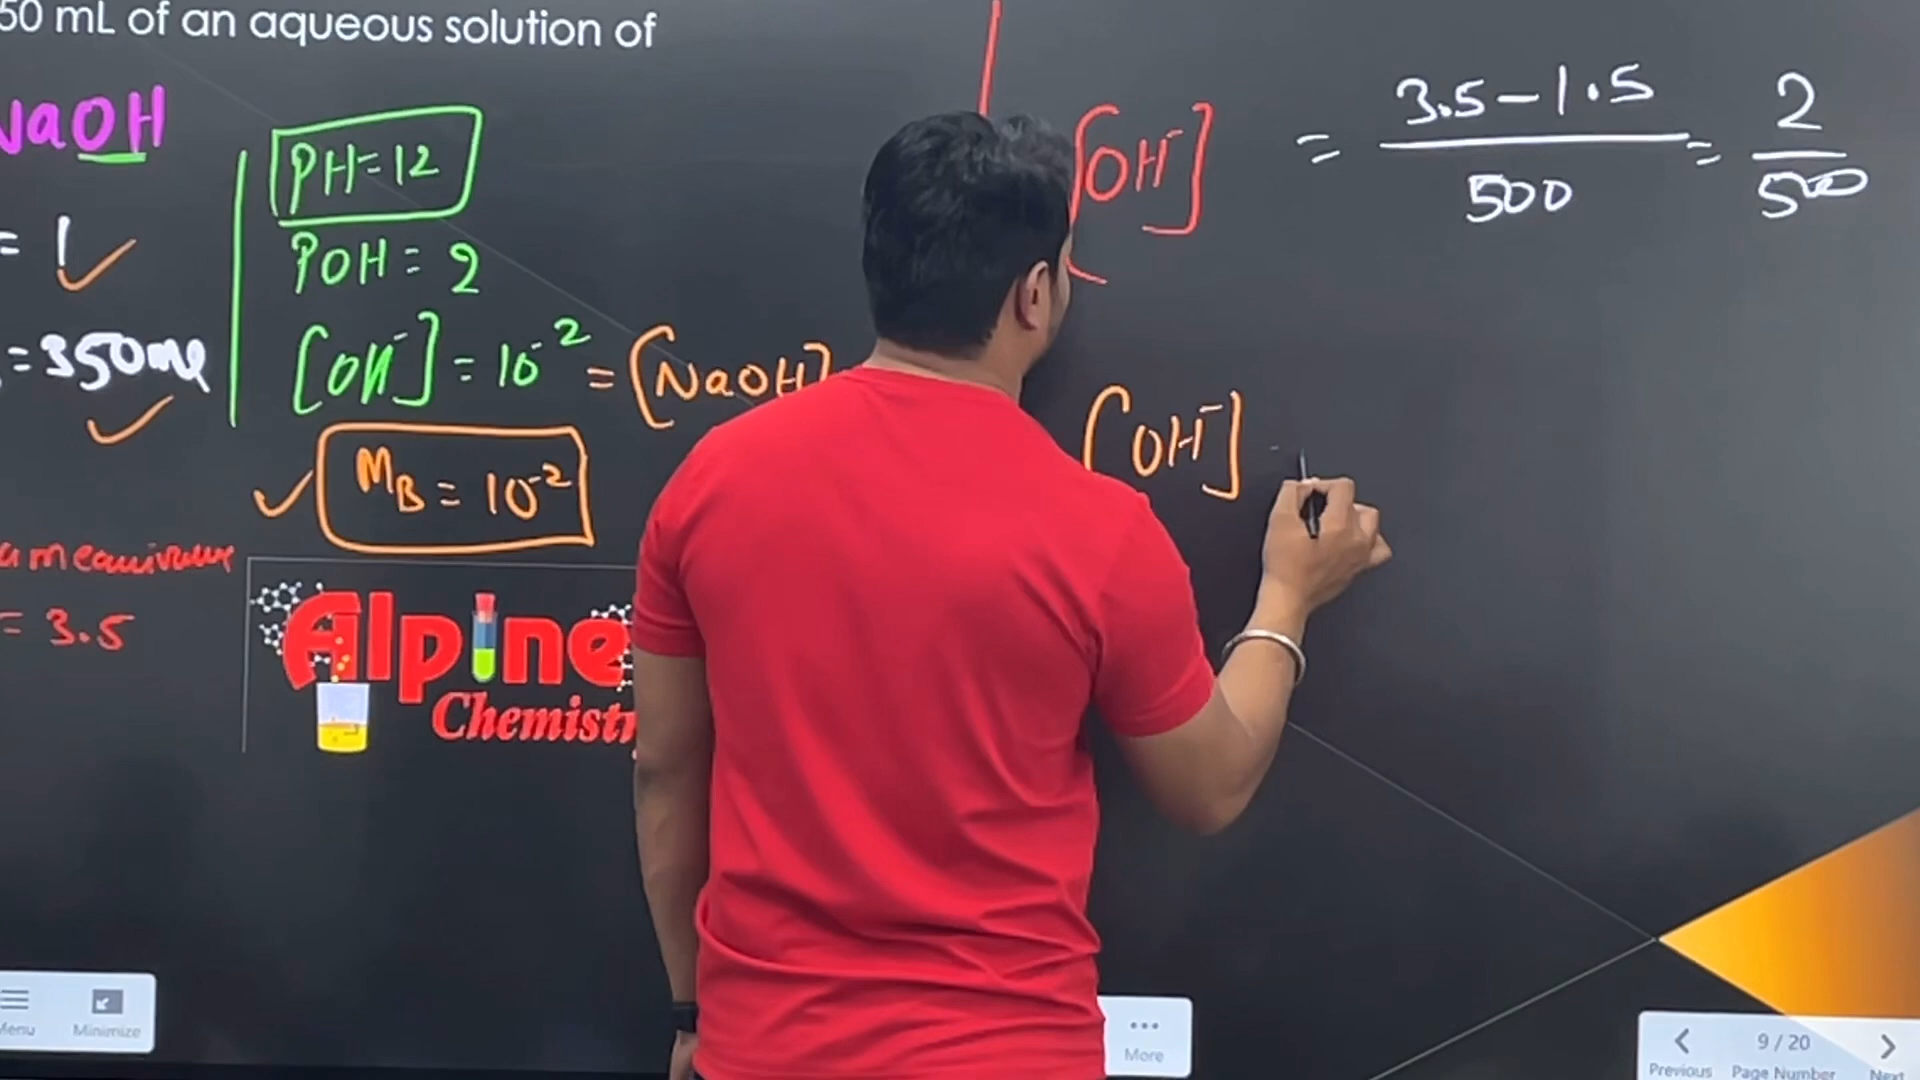 50 mL of an aqueous solution of
NaOH
= 1
= 350 mL
PH = 12
POH = 2
[OH⁻] = 10⁻² = [NaOH]
M_B = 10⁻²
= 3.5
[OH⁻] = 3.5 – 1.5 / 500 = 2 / 500
[OH⁻]
Alpine
Chemistr
Menu Minimize
More
Previous 9 / 20 Page Number Next